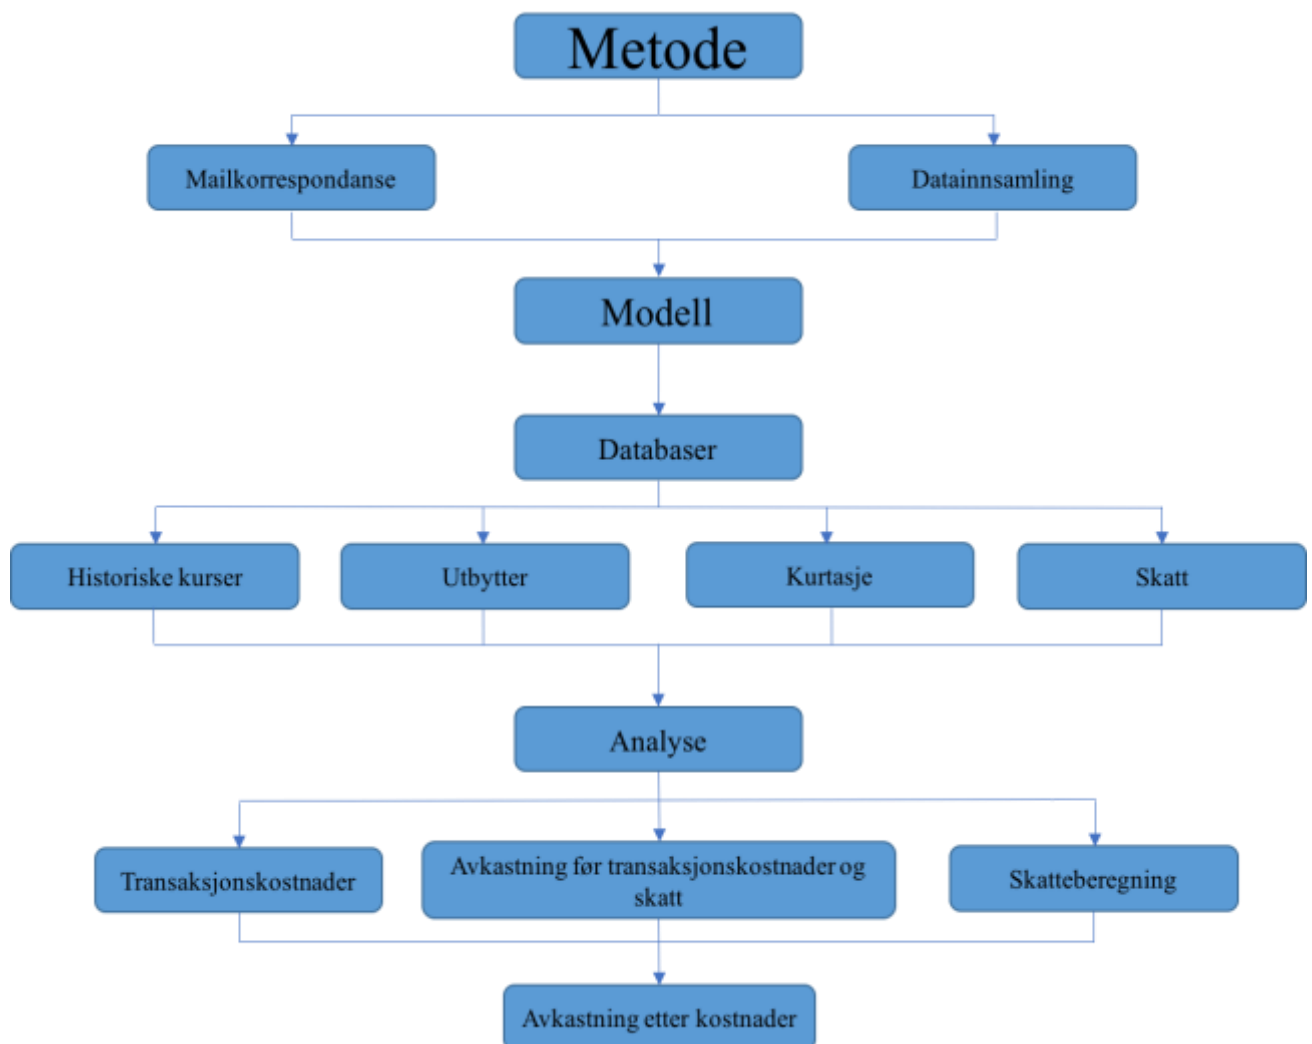 Metode
Mailkorrespondanse
Datainnsamling
Modell
Databaser
Historiske kurser
Utbytter
Kurtasje
Skatt
Analyse
Transaksjonskostnader
Avkastning før transaksjonskostnader og
skatt
Skatteberegning
Avkastning etter kostnader